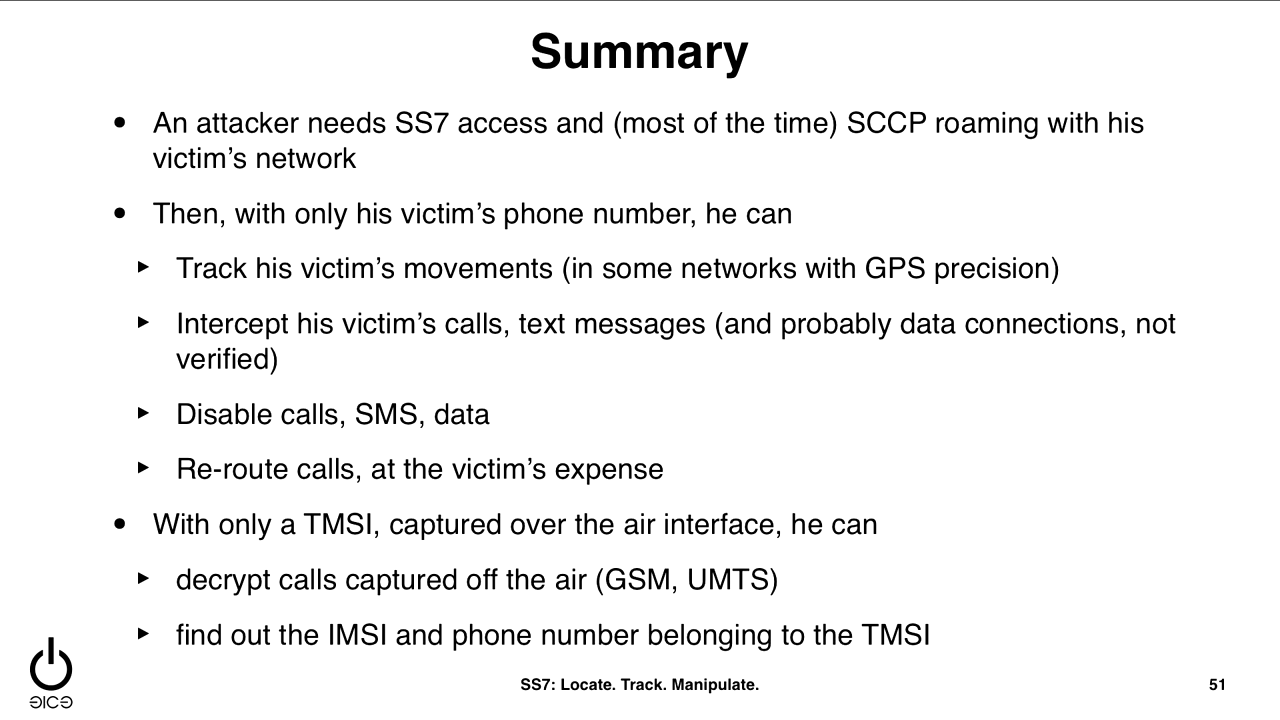 Summary
• An attacker needs SS7 access and (most of the time) SCCP roaming with his
victim’s network
• Then, with only his victim’s phone number, he can
‣ Track his victim’s movements (in some networks with GPS precision)
‣ Intercept his victim’s calls, text messages (and probably data connections, not
verified)
‣ Disable calls, SMS, data
‣ Re-route calls, at the victim’s expense
• With only a TMSI, captured over the air interface, he can
‣ decrypt calls captured off the air (GSM, UMTS)
‣ find out the IMSI and phone number belonging to the TMSI
SS7: Locate. Track. Manipulate.
51